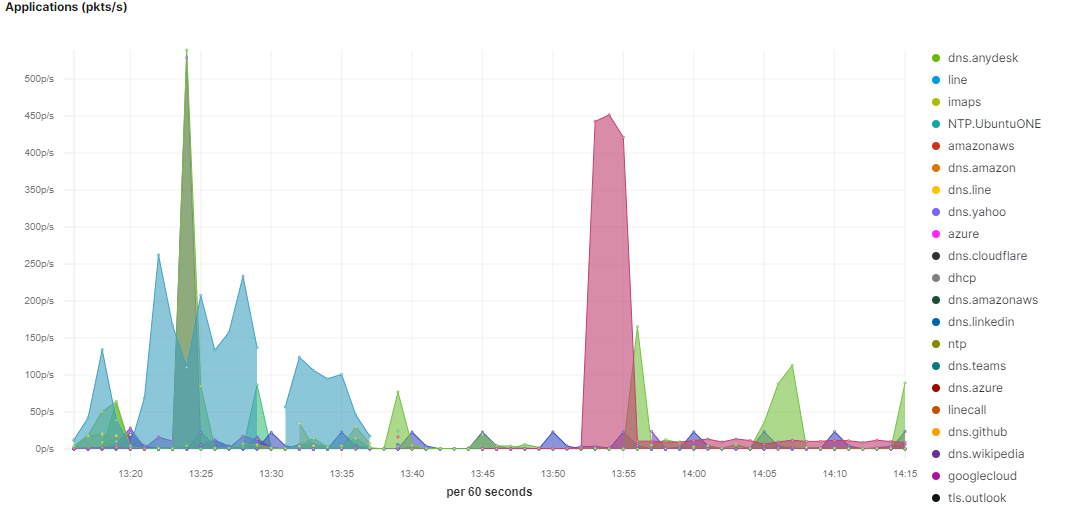 Applications (pkts/s)
500p/s
450p/s
400p/s
350p/s
300p/s
250p/s
200p/s
150p/s
100p/s
50p/s
0p/s
13:20 13:25 13:30 13:35 13:40 13:45 13:50 13:55 14:00 14:05 14:10 14:15
per 60 seconds
dns.anydesk
line
imaps
NTP.UbuntuONE
amazonaws
dns.amazon
dns.line
dns.yahoo
azure
dns.cloudflare
dhcp
dns.amazonaws
dns.linkedin
ntp
dns.teams
dns.azure
linecall
dns.github
dns.wikipedia
googlecloud
tls.outlook